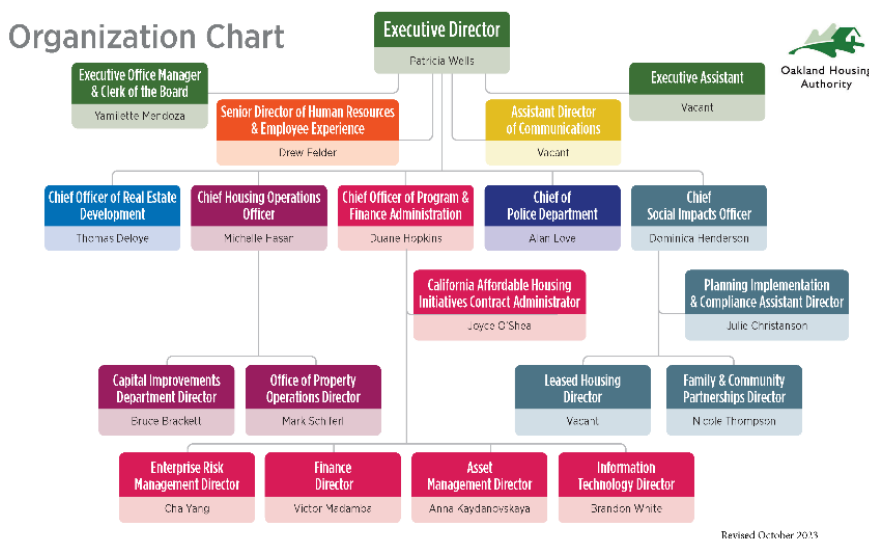 Organization Chart
Executive Director
Patricia Wells
Oakland Housing
Authority
Executive Office Manager
& Clerk of the Board
Yamilette Mendoza
Executive Assistant
Vacant
Senior Director of Human Resources
& Employee Experience
Drew Felder
Assistant Director
of Communications
Vacant
Chief Officer of Real Estate
Development
Thomas Deloye
Chief Housing Operations
Officer
Michelle Hasan
Chief Officer of Program &
Finance Administration
Duane Hopkins
Chief of
Police Department
Alan Love
Chief
Social Impacts Officer
Dominica Henderson
California Affordable Housing
Initiatives Contract Administrator
Joyce O'Shea
Planning Implementation
& Compliance Assistant Director
Julie Christanson
Capital Improvements
Department Director
Bruce Brackett
Office of Property
Operations Director
Mark Schiferl
Leased Housing
Director
Vacant
Family & Community
Partnerships Director
Nicole Thompson
Enterprise Risk
Management Director
Cha Yang
Finance
Director
Victor Madamba
Asset
Management Director
Anna Kaydanovskaya
Information
Technology Director
Brandon White
Revised October 2023